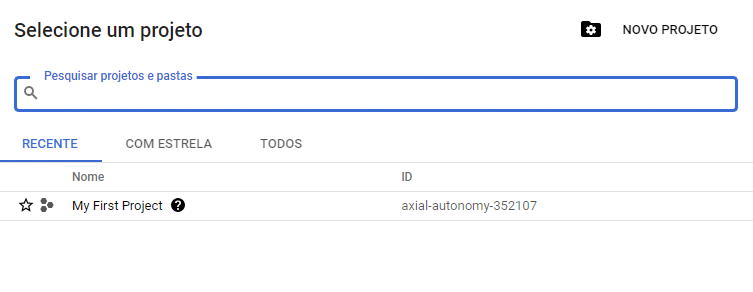 Selecione um projeto
NOVO PROJETO
Pesquisar projetos e pastas
RECENTE COM ESTRELA TODOS
Nome ID
My First Project ? axial-autonomy-352107